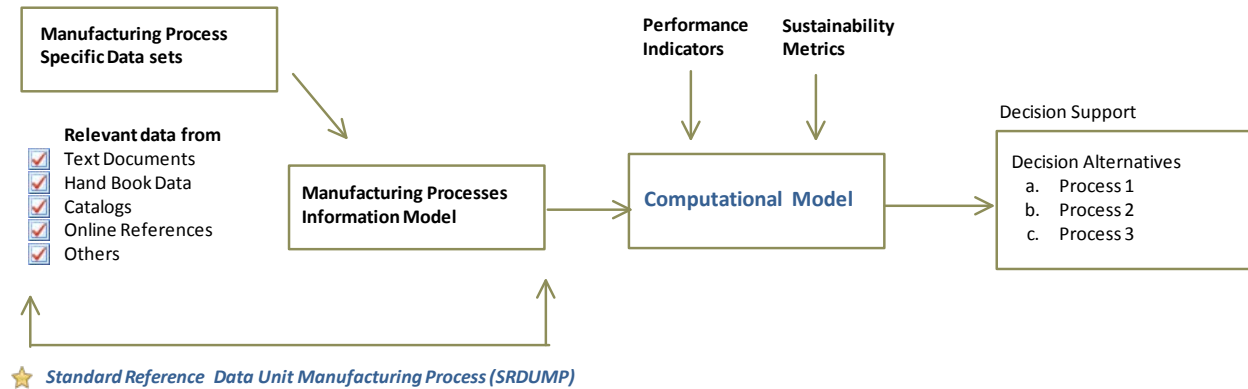 Manufacturing Process
Specific Data sets
Relevant data from
Text Documents
Hand Book Data
Catalogs
Online References
Others
Manufacturing Processes
Information Model
Performance
Indicators
Sustainability
Metrics
Computational Model
Decision Support
Decision Alternatives
a. Process 1
b. Process 2
c. Process 3
Standard Reference Data Unit Manufacturing Process (SRDUMP)